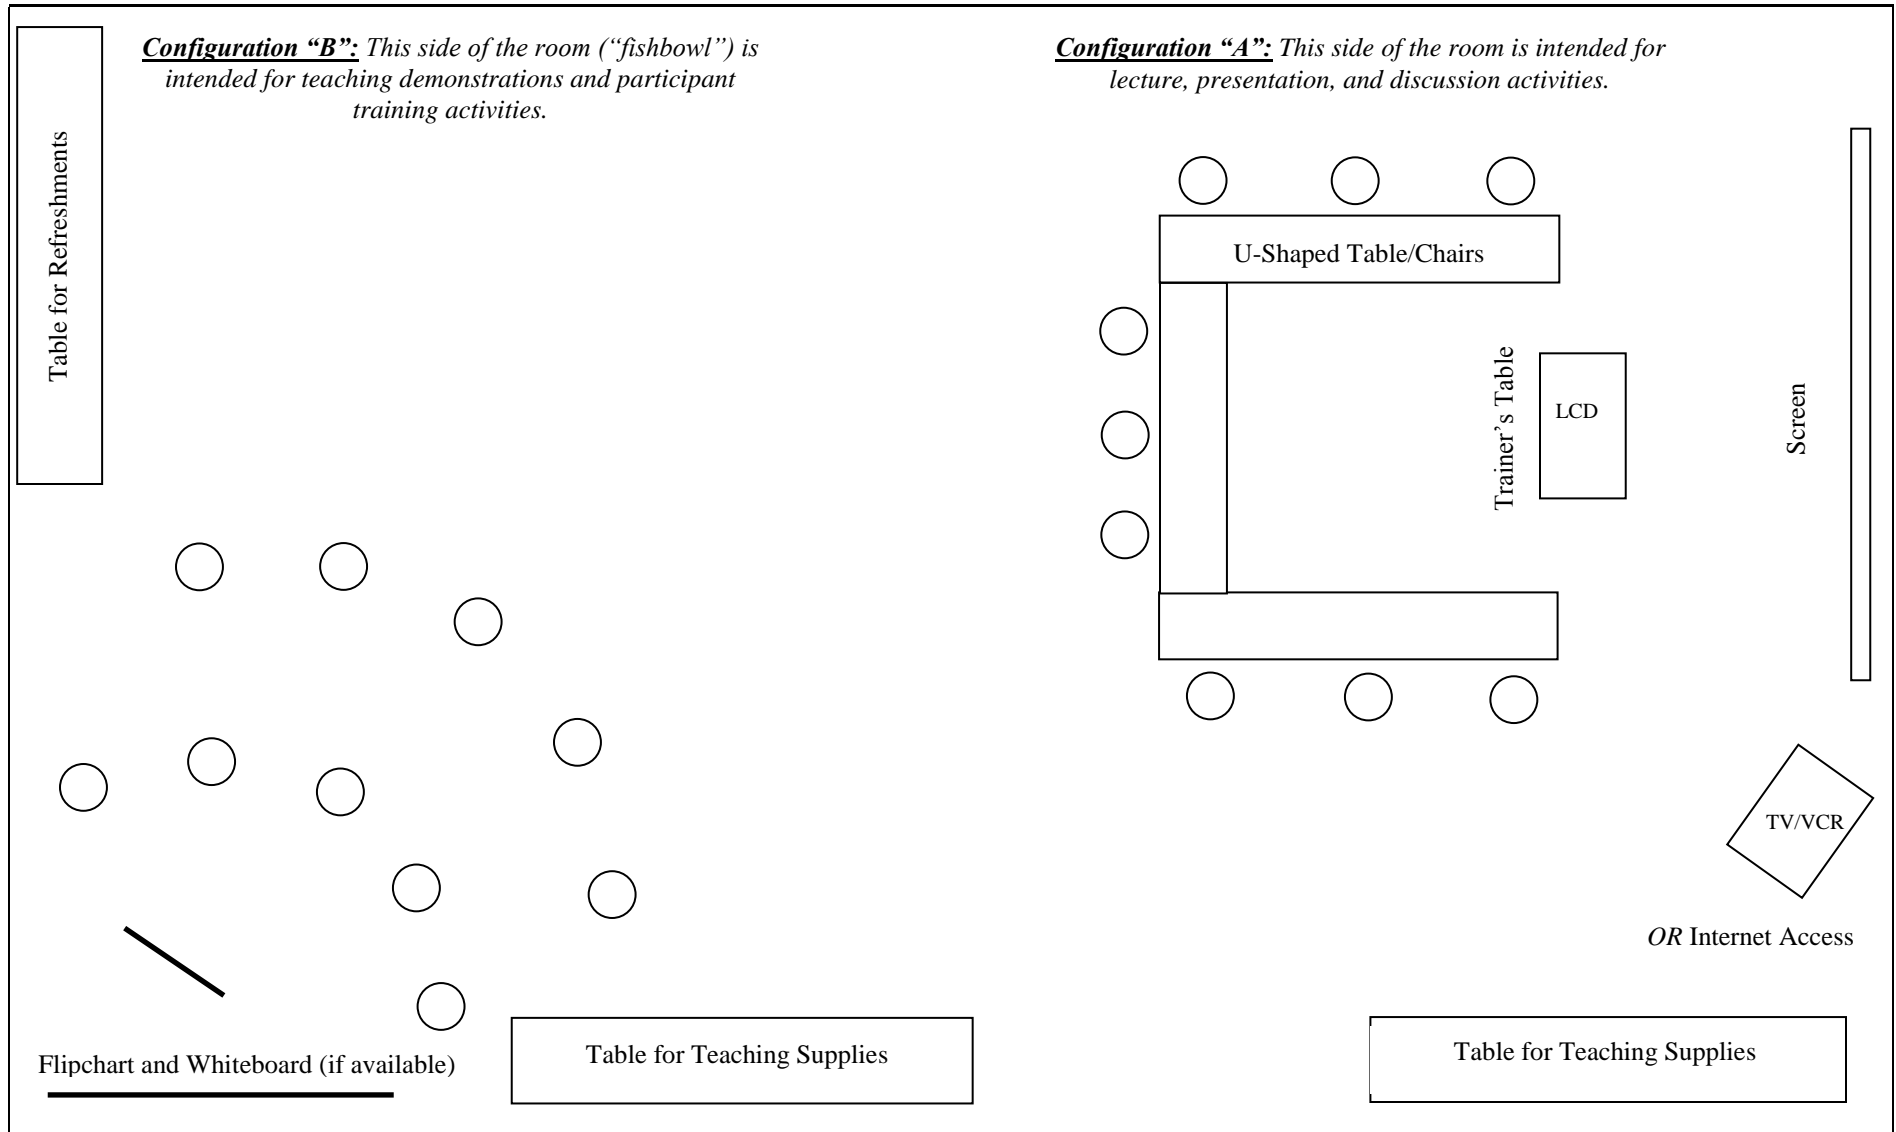 Configuration “B”: This side of the room (“fishbowl”) is
intended for teaching demonstrations and participant
training activities.
Configuration “A”: This side of the room is intended for
lecture, presentation, and discussion activities.
Table for Refreshments
U-Shaped Table/Chairs
Trainer’s Table
LCD
Screen
TV/VCR
OR Internet Access
Flipchart and Whiteboard (if available)
Table for Teaching Supplies
Table for Teaching Supplies